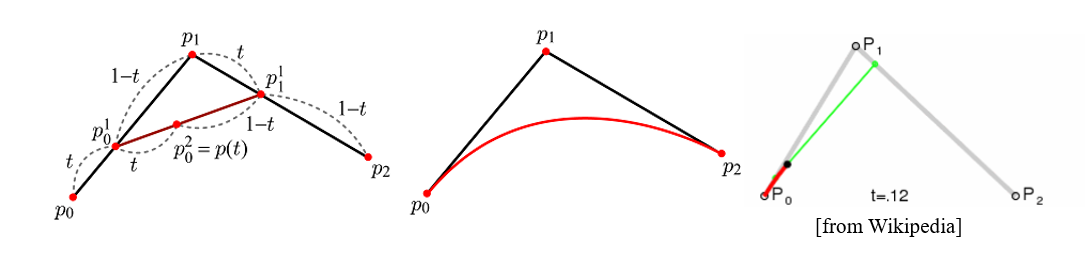 p₁
t
1–t
p₁¹
1–t
p₀¹
1–t
t
t
p₀² = p(t)
p₂
p₀
p₁
p₂
p₀
P₁
P₀
t=.12
P₂
[from Wikipedia]